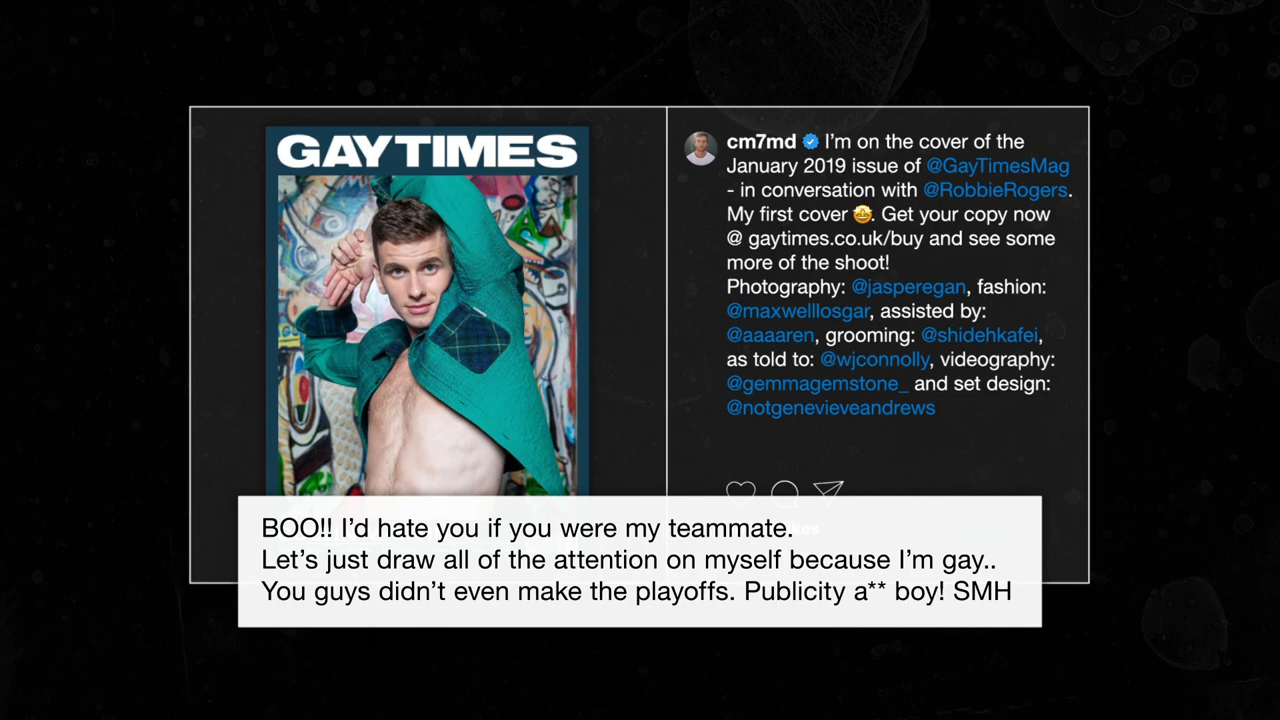 GAYTIMES
cm7md I’m on the cover of the
January 2019 issue of @GayTimesMag
- in conversation with @RobbieRogers.
My first cover 🤩. Get your copy now
@ gaytimes.co.uk/buy and see some
more of the shoot!
Photography: @jasperegan, fashion:
@maxwelllosgar, assisted by:
@aaaaren, grooming: @shidehkafei,
as told to: @wjconnolly, videography:
@gemmagemstone_ and set design:
@notgenevieveandrews
BOO!! I’d hate you if you were my teammate.
Let’s just draw all of the attention on myself because I’m gay..
You guys didn’t even make the playoffs. Publicity a** boy! SMH